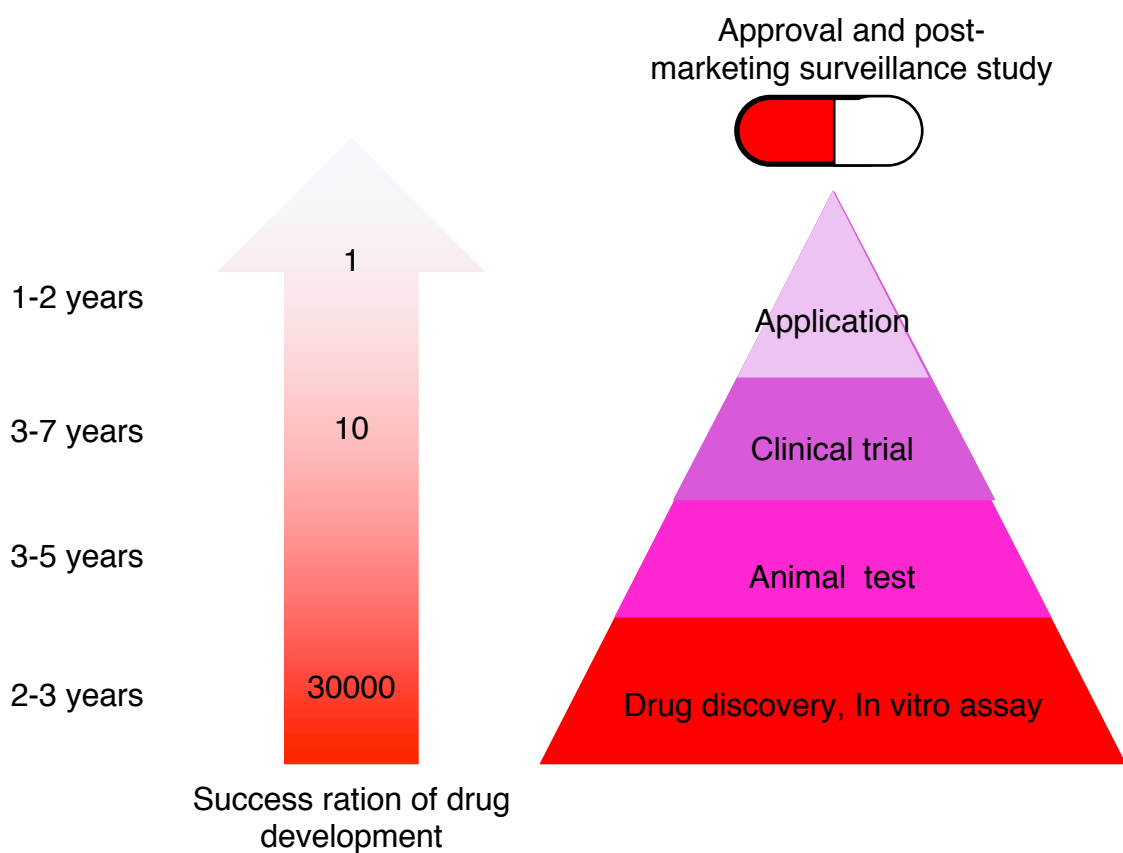 Approval and post-
marketing surveillance study
1
1-2 years
Application
3-7 years
10
Clinical trial
3-5 years
Animal test
2-3 years
30000
Drug discovery, In vitro assay
Success ration of drug
development